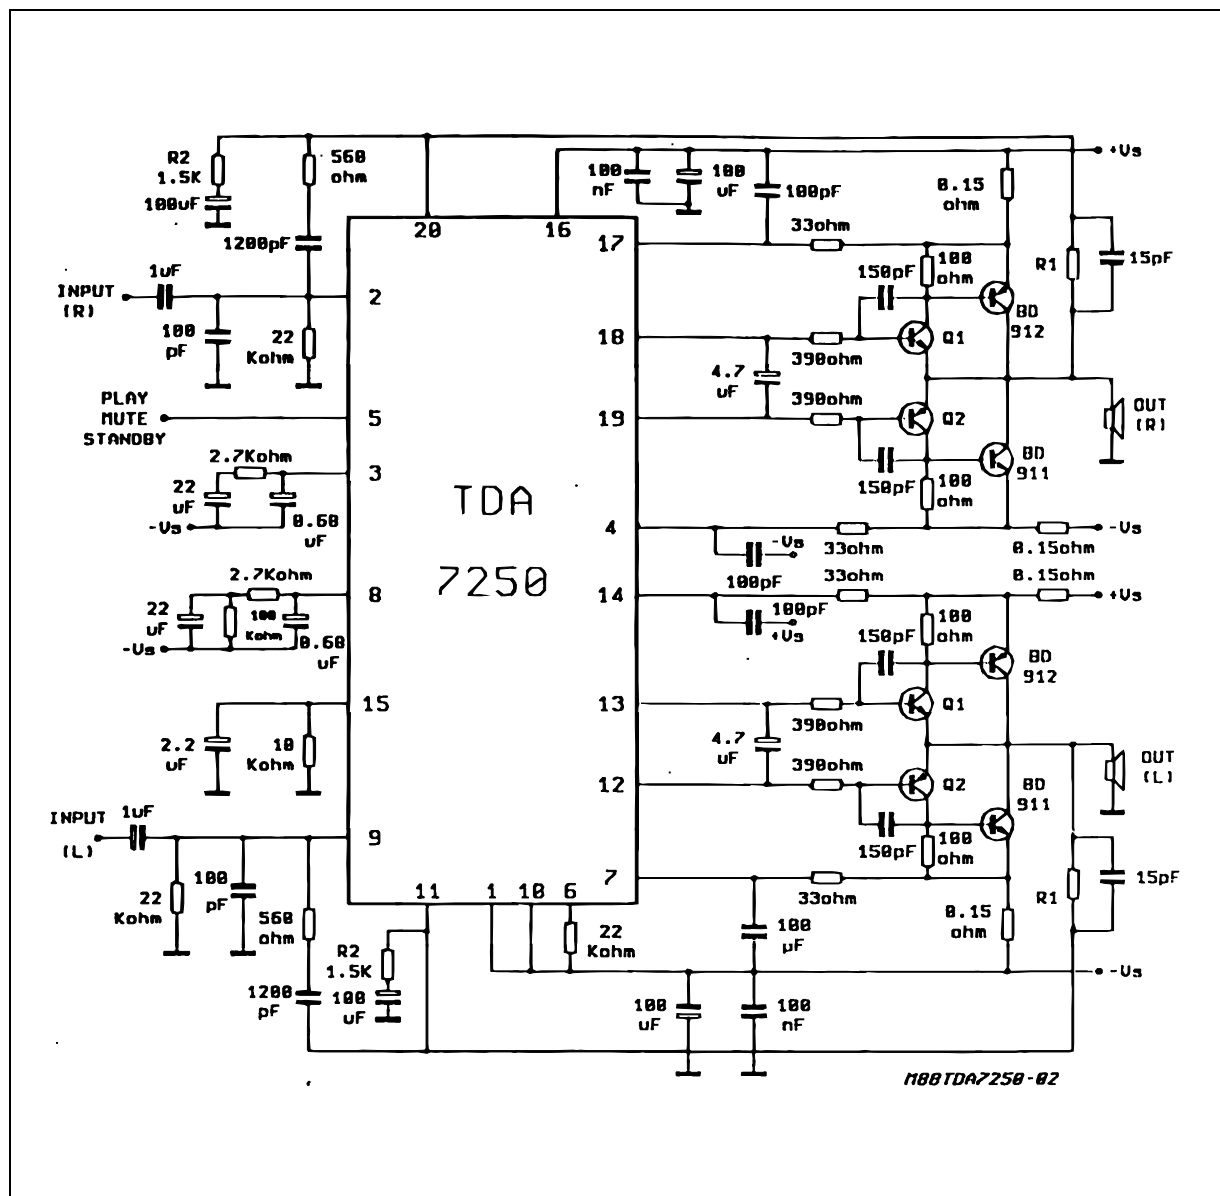 R2
1.5K
100uF
560
ohm
1200pF
100
nF
100
uF
100pF
0.15
ohm
+Vs
33ohm
20
16
17
1uF
INPUT
(R)
100
pF
22
Kohm
2
150pF
100
ohm
R1
15pF
BD
912
18
Q1
390ohm
4.7
uF
390ohm
PLAY
MUTE
STANDBY
5
19
Q2
OUT
(R)
2.7Kohm
22
uF
0.68
uF
-Vs
3
150pF
100
ohm
BD
911
TDA
7250
4
-Vs
100pF
33ohm
0.15ohm
-Vs
2.7Kohm
22
uF
100
Kohm
0.68
uF
-Vs
8
14
33ohm
0.15ohm
+Vs
100pF
+Vs
150pF
100
ohm
BD
912
15
13
Q1
390ohm
2.2
uF
10
Kohm
4.7
uF
390ohm
12
Q2
OUT
(L)
BD
911
1uF
INPUT
(L)
9
150pF
100
ohm
22
Kohm
100
pF
560
ohm
1200
pF
7
33ohm
R1
15pF
0.15
ohm
11
1
10
6
R2
1.5K
100
uF
22
Kohm
100
µF
-Vs
100
uF
100
nF
M88TDA7250-02